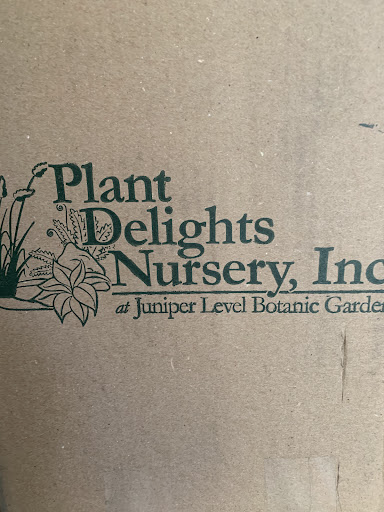 Plant
Delights
Nursery, Inc
at Juniper Level Botanic Garde